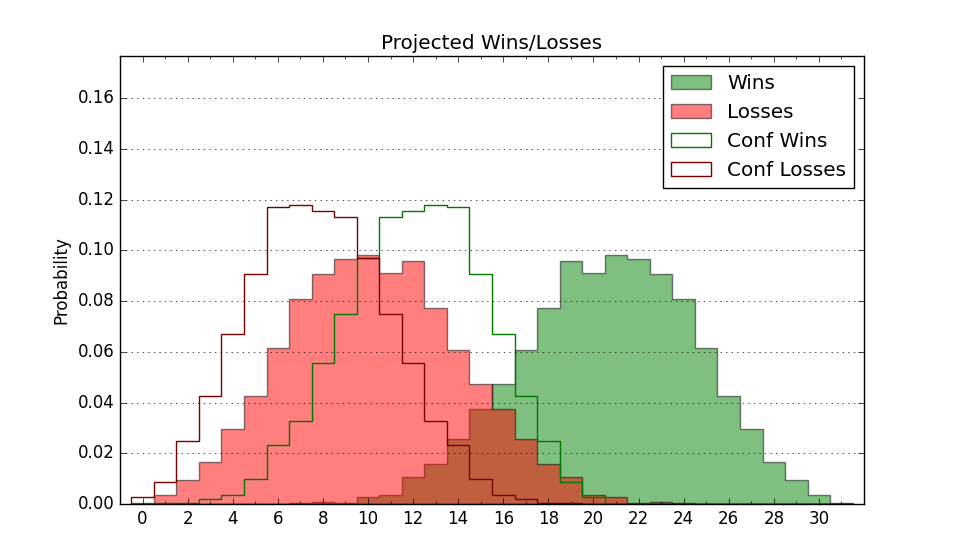 Projected Wins/Losses
Wins
Losses
Conf Wins
Conf Losses
Probability
0.16
0.14
0.12
0.10
0.08
0.06
0.04
0.02
0.00
0 2 4 6 8 10 12 14 16 18 20 22 24 26 28 30